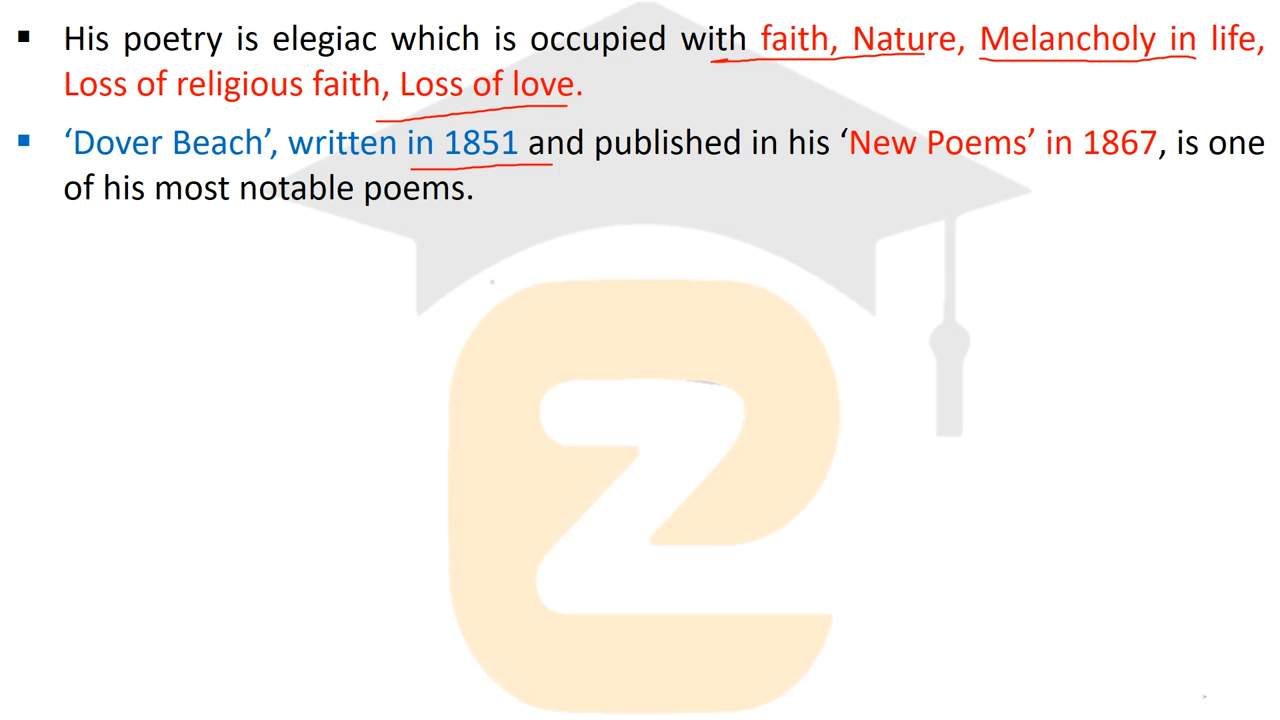 ▪ His poetry is elegiac which is occupied with faith, Nature, Melancholy in life,
Loss of religious faith, Loss of love.
▪ ‘Dover Beach’, written in 1851 and published in his ‘New Poems’ in 1867, is one
of his most notable poems.